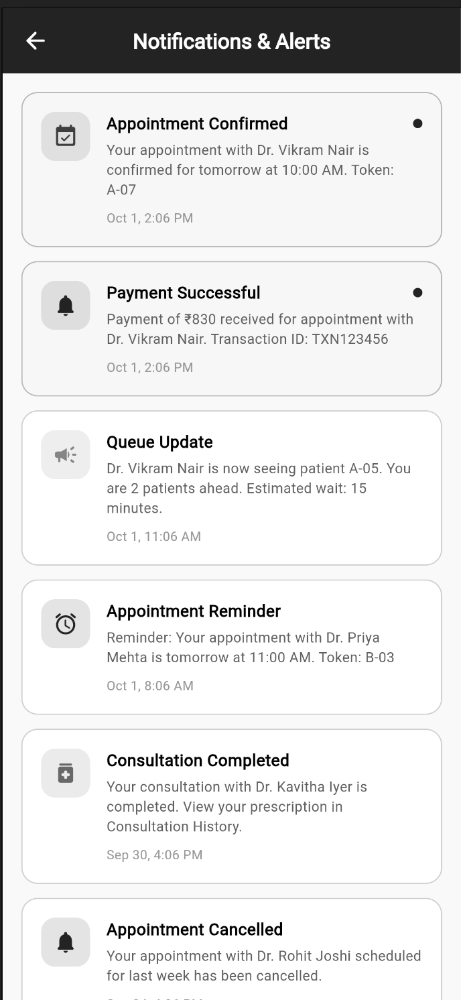 Notifications & Alerts
Appointment Confirmed
Your appointment with Dr. Vikram Nair is
confirmed for tomorrow at 10:00 AM. Token:
A-07
Oct 1, 2:06 PM
Payment Successful
Payment of ₹830 received for appointment with
Dr. Vikram Nair. Transaction ID: TXN123456
Oct 1, 2:06 PM
Queue Update
Dr. Vikram Nair is now seeing patient A-05. You
are 2 patients ahead. Estimated wait: 15
minutes.
Oct 1, 11:06 AM
Appointment Reminder
Reminder: Your appointment with Dr. Priya
Mehta is tomorrow at 11:00 AM. Token: B-03
Oct 1, 8:06 AM
Consultation Completed
Your consultation with Dr. Kavitha Iyer is
completed. View your prescription in
Consultation History.
Sep 30, 4:06 PM
Appointment Cancelled
Your appointment with Dr. Rohit Joshi scheduled
for last week has been cancelled.